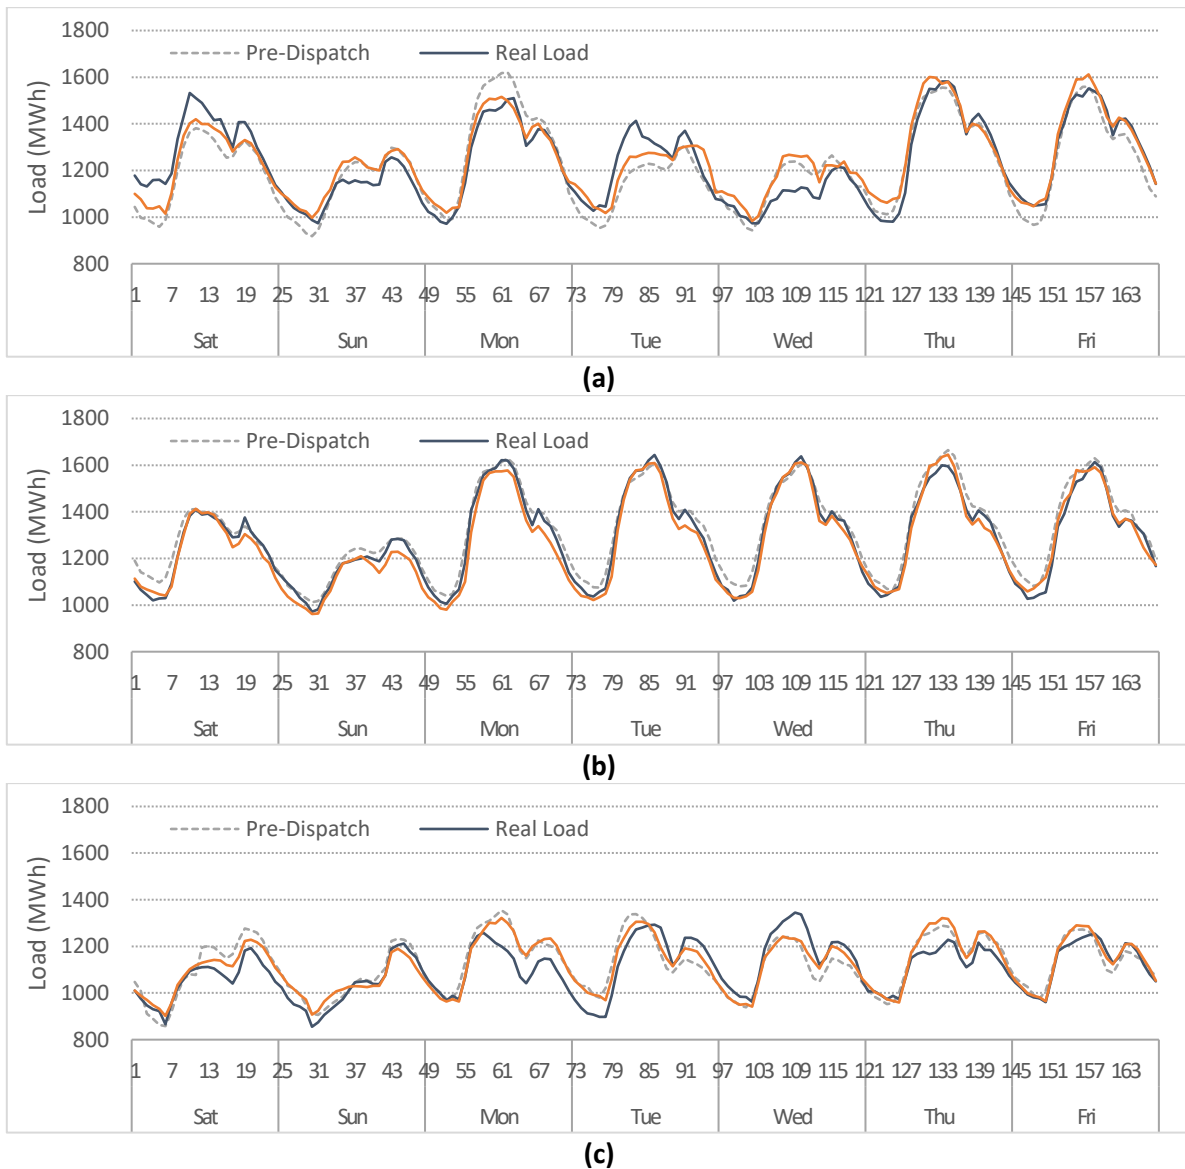 1800
Pre-Dispatch Real Load
1600
1400
1200
1000
800
Load (MWh)
1 7 13 19 25 31 37 43 49 55 61 67 73 79 85 91 97 103 109 115 121 127 133 139 145 151 157 163
Sat Sun Mon Tue Wed Thu Fri
(a)
1800
Pre-Dispatch Real Load
1600
1400
1200
1000
800
Load (MWh)
1 7 13 19 25 31 37 43 49 55 61 67 73 79 85 91 97 103 109 115 121 127 133 139 145 151 157 163
Sat Sun Mon Tue Wed Thu Fri
(b)
1800
Pre-Dispatch Real Load
1600
1400
1200
1000
800
Load (MWh)
1 7 13 19 25 31 37 43 49 55 61 67 73 79 85 91 97 103 109 115 121 127 133 139 145 151 157 163
Sat Sun Mon Tue Wed Thu Fri
(c)